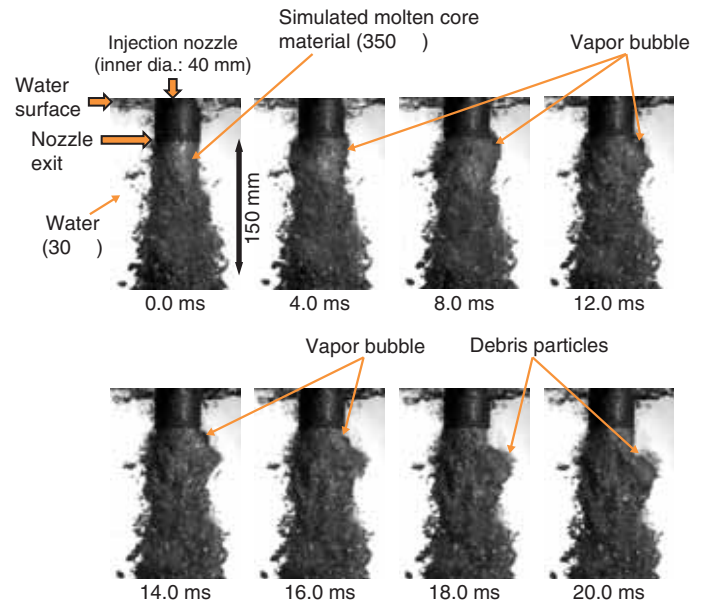 Injection nozzle
(inner dia.: 40 mm)
Simulated molten core
material (350    )
Vapor bubble
Water
surface
Nozzle
exit
150 mm
Water
(30    )
0.0 ms
4.0 ms
8.0 ms
12.0 ms
Vapor bubble
Debris particles
14.0 ms
16.0 ms
18.0 ms
20.0 ms